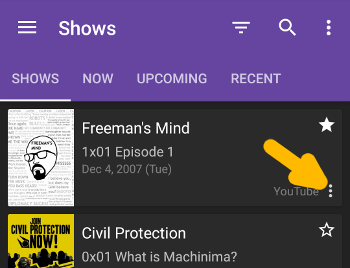 Shows
SHOWS NOW UPCOMING RECENT
FREEMAN'S MIND
Freeman's Mind
1x01 Episode 1
Dec 4, 2007 (Tue)
YouTube
JOIN
CIVIL PROTECTION
NOW!
Civil Protection
0x01 What is Machinima?